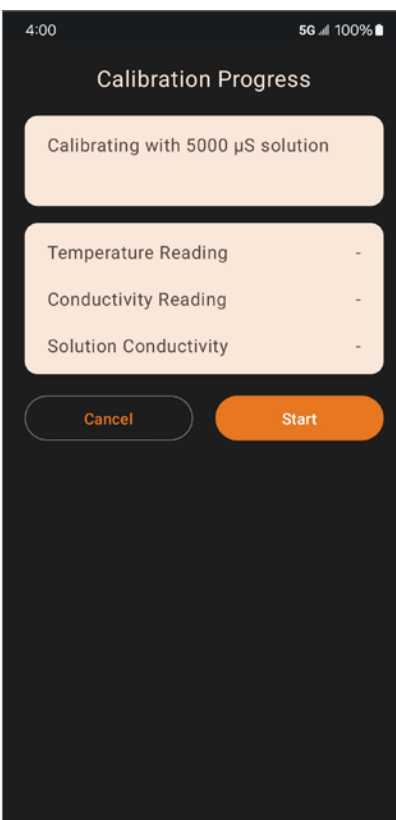 4:00 5G 100%
Calibration Progress
Calibrating with 5000 µS solution
Temperature Reading -
Conductivity Reading -
Solution Conductivity -
Cancel Start